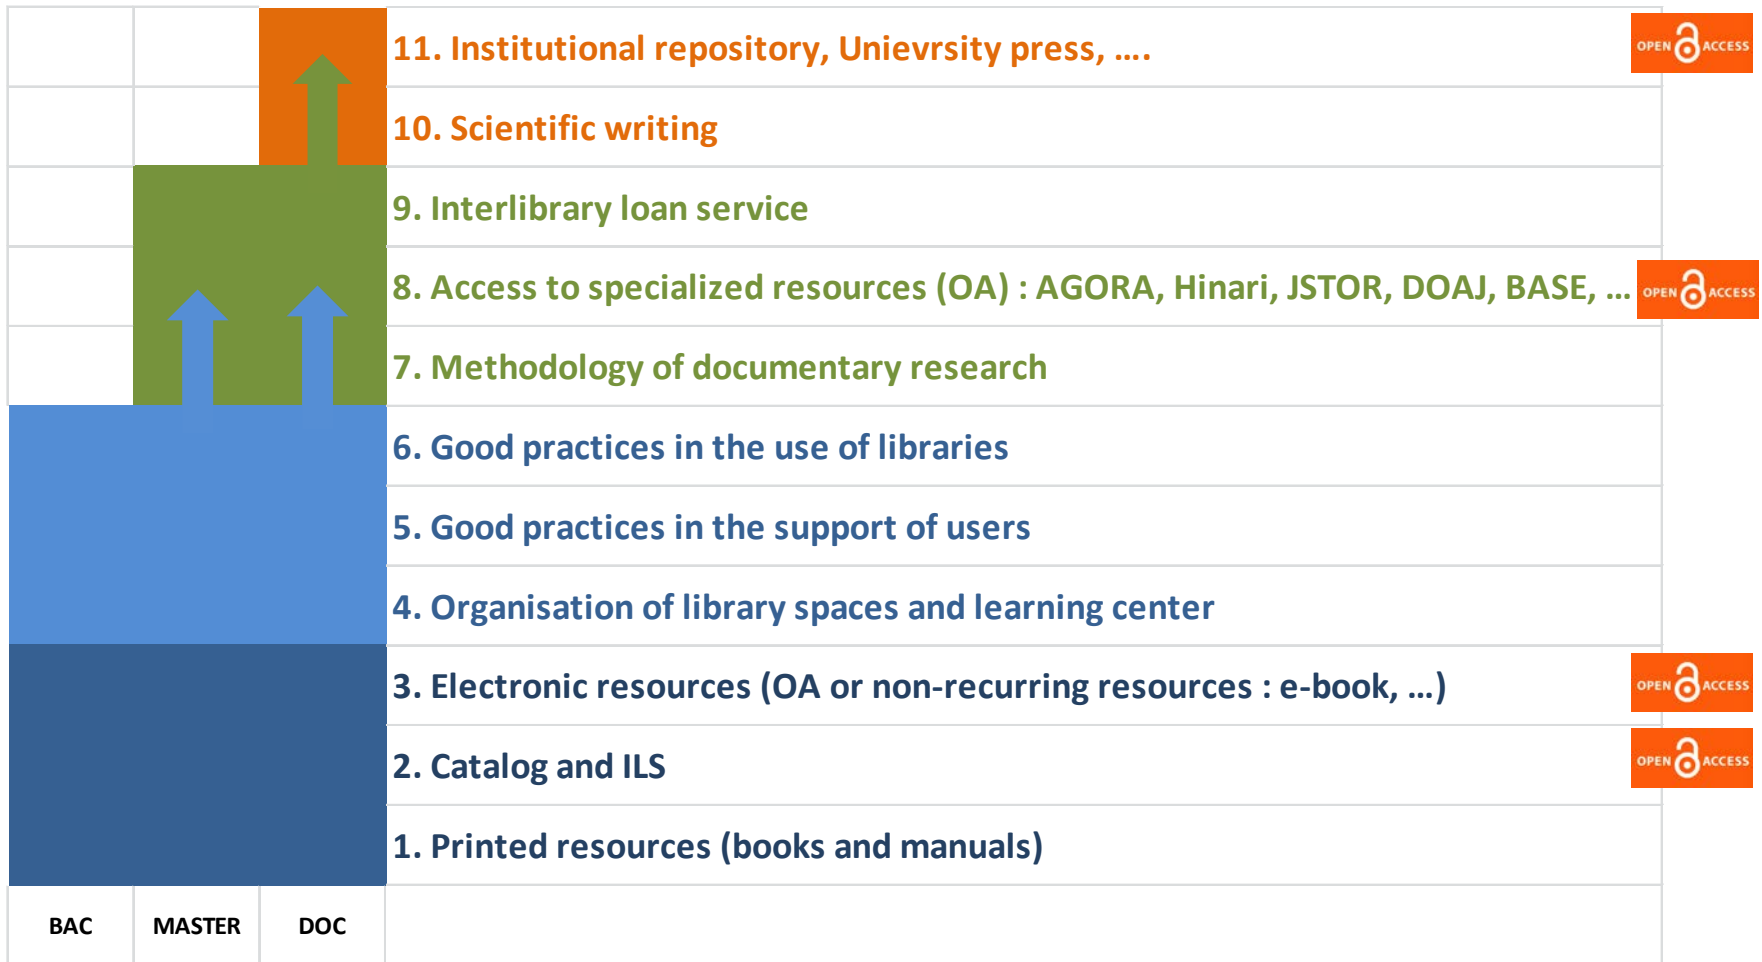 11. Institutional repository, Unievrsity press, ….
OPEN ACCESS
10. Scientific writing
9. Interlibrary loan service
8. Access to specialized resources (OA) : AGORA, Hinari, JSTOR, DOAJ, BASE, …
OPEN ACCESS
7. Methodology of documentary research
6. Good practices in the use of libraries
5. Good practices in the support of users
4. Organisation of library spaces and learning center
3. Electronic resources (OA or non-recurring resources : e-book, …)
OPEN ACCESS
2. Catalog and ILS
OPEN ACCESS
1. Printed resources (books and manuals)
BAC MASTER DOC